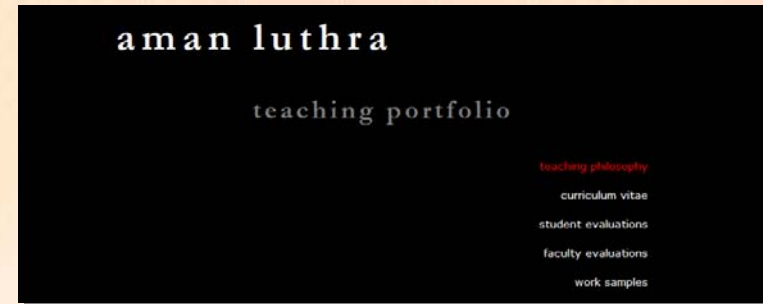 aman luthra
teaching portfolio
teaching philosophy
curriculum vitae
student evaluations
faculty evaluations
work samples